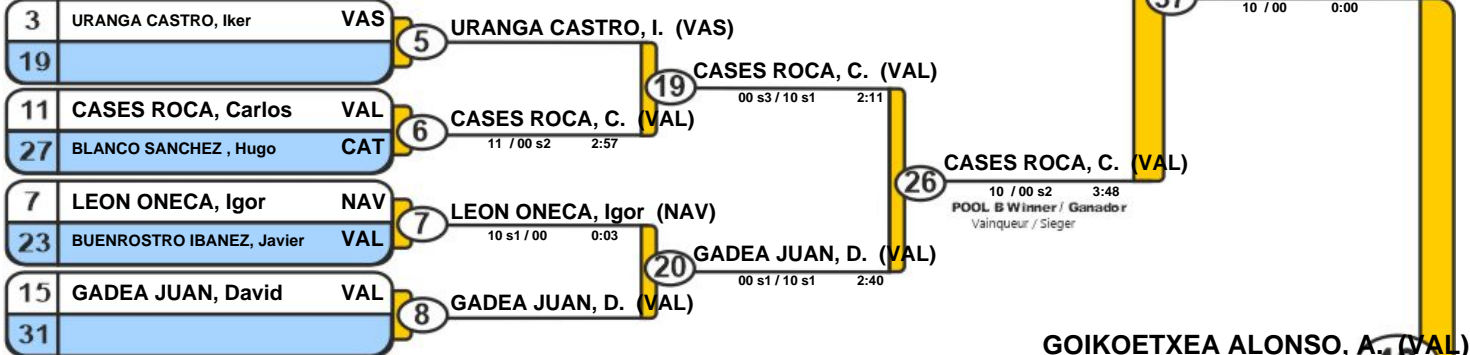 3 URANGA CASTRO, Iker VAS
19
11 CASES ROCA, Carlos VAL
27 BLANCO SANCHEZ , Hugo CAT
7 LEON ONECA, Igor NAV
23 BUENROSTRO IBANEZ, Javier VAL
15 GADEA JUAN, David VAL
31
5 URANGA CASTRO, I. (VAS)
6 CASES ROCA, C. (VAL)
11 / 00 s2 2:57
7 LEON ONECA, Igor (NAV)
10 s1 / 00 0:03
8 GADEA JUAN, D. (VAL)
19 CASES ROCA, C. (VAL)
00 s3 / 10 s1 2:11
20 GADEA JUAN, D. (VAL)
00 s1 / 10 s1 2:40
26 CASES ROCA, C. (VAL)
10 / 00 s2 3:48
POOL B Winner / Ganador
Vainqueur / Sieger
37
10 / 00 0:00
GOIKOETXEA ALONSO, A. (VAL)